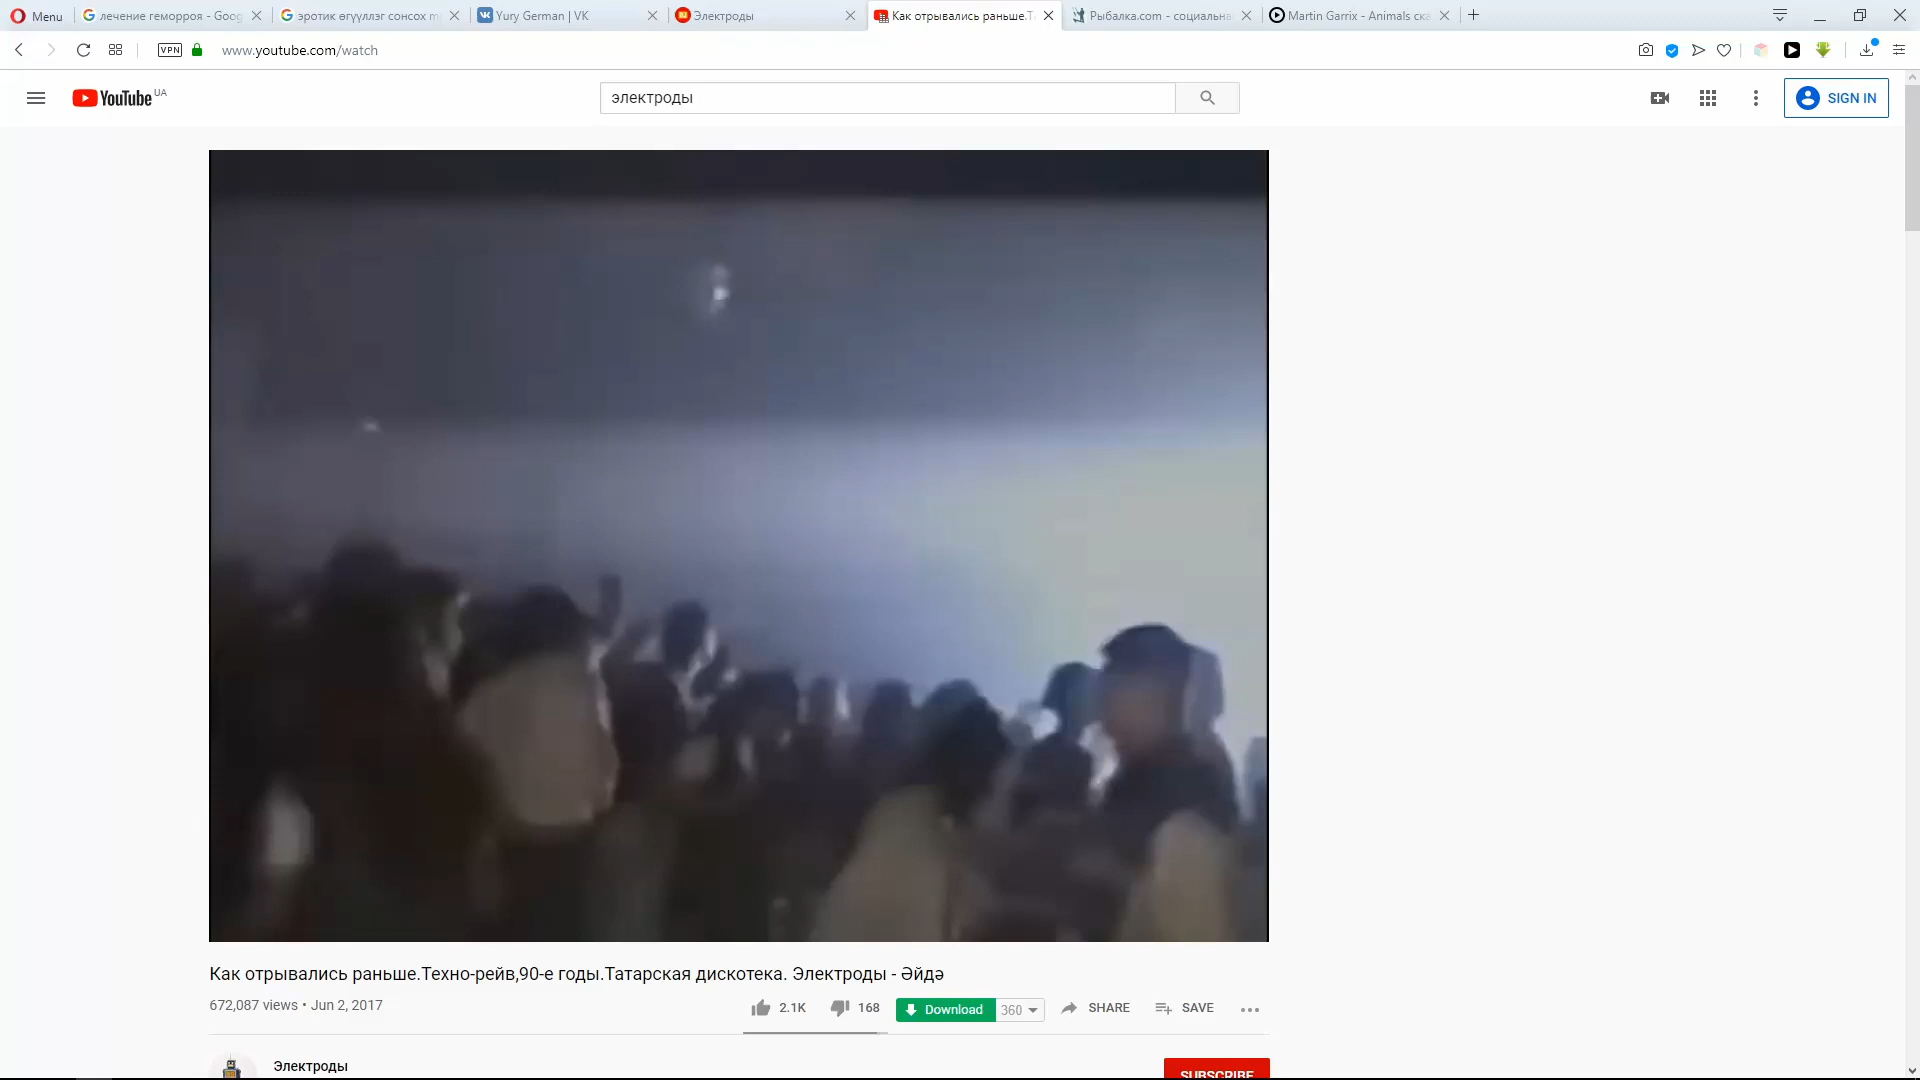 Menu
лечение геморроя - Goog
эротик өгүүллэг сонсох m
Yury German | VK
Электроды
Как отрывались раньше.Т
Рыбалка.com - социальна
Martin Garrix - Animals ска
VPN
www.youtube.com/watch
YouTube UA
электроды
SIGN IN
Как отрывались раньше.Техно-рейв,90-е годы.Татарская дискотека. Электроды - Әйдә
672,087 views • Jun 2, 2017
2.1K
168
Download
360
SHARE
SAVE
Электроды
SUBSCRIBE